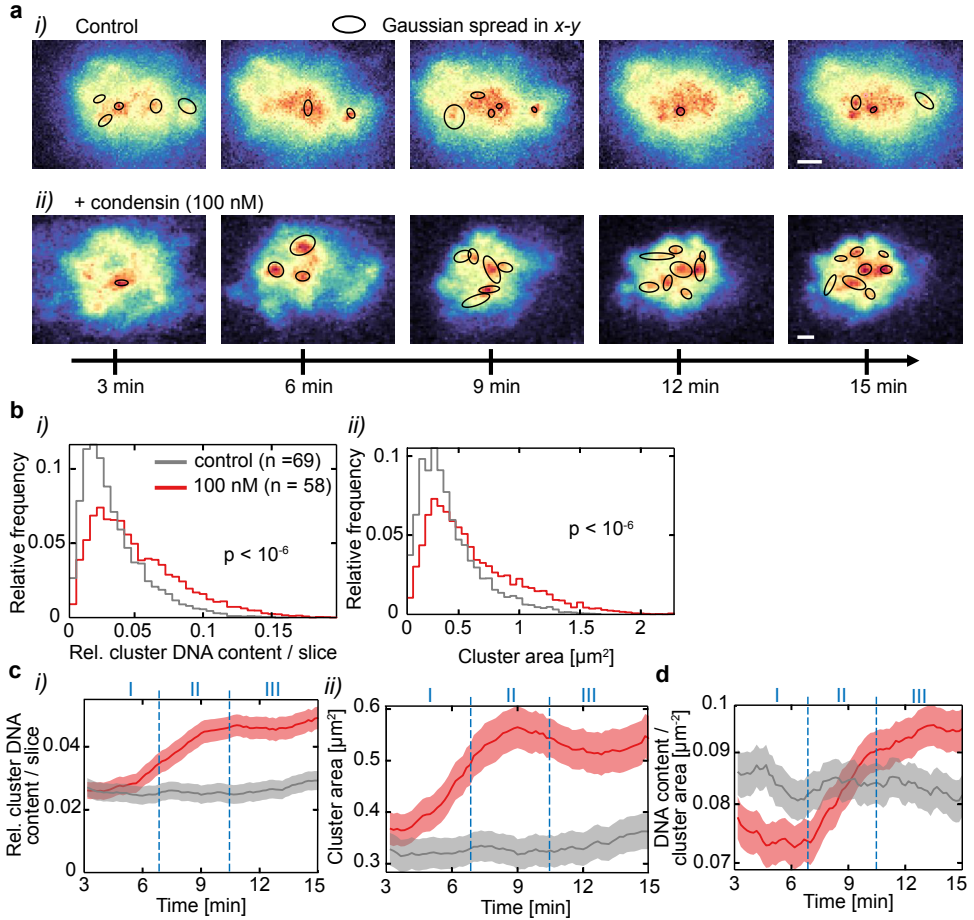 a
i) Control
Gaussian spread in x-y
ii) + condensin (100 nM)
3 min 6 min 9 min 12 min 15 min
b
i)
ii)
Relative frequency
0.1
0.05
0
0 0.05 0.1 0.15
Rel. cluster DNA content / slice
control (n =69)
100 nM (n = 58)
p < 10⁻⁶
Relative frequency
0.1
0.05
0
0 0.5 1 1.5 2
Cluster area [µm²]
p < 10⁻⁶
c
i)
I II III
Rel. cluster DNA
content / slice
0.04
0.02
0
3 6 9 12 15
Time [min]
ii)
I II III
Cluster area [µm²]
0.6
0.5
0.4
0.3
3 6 9 12 15
Time [min]
d
I II III
DNA content /
cluster area [µm⁻²]
0.1
0.09
0.08
0.07
3 6 9 12 15
Time [min]